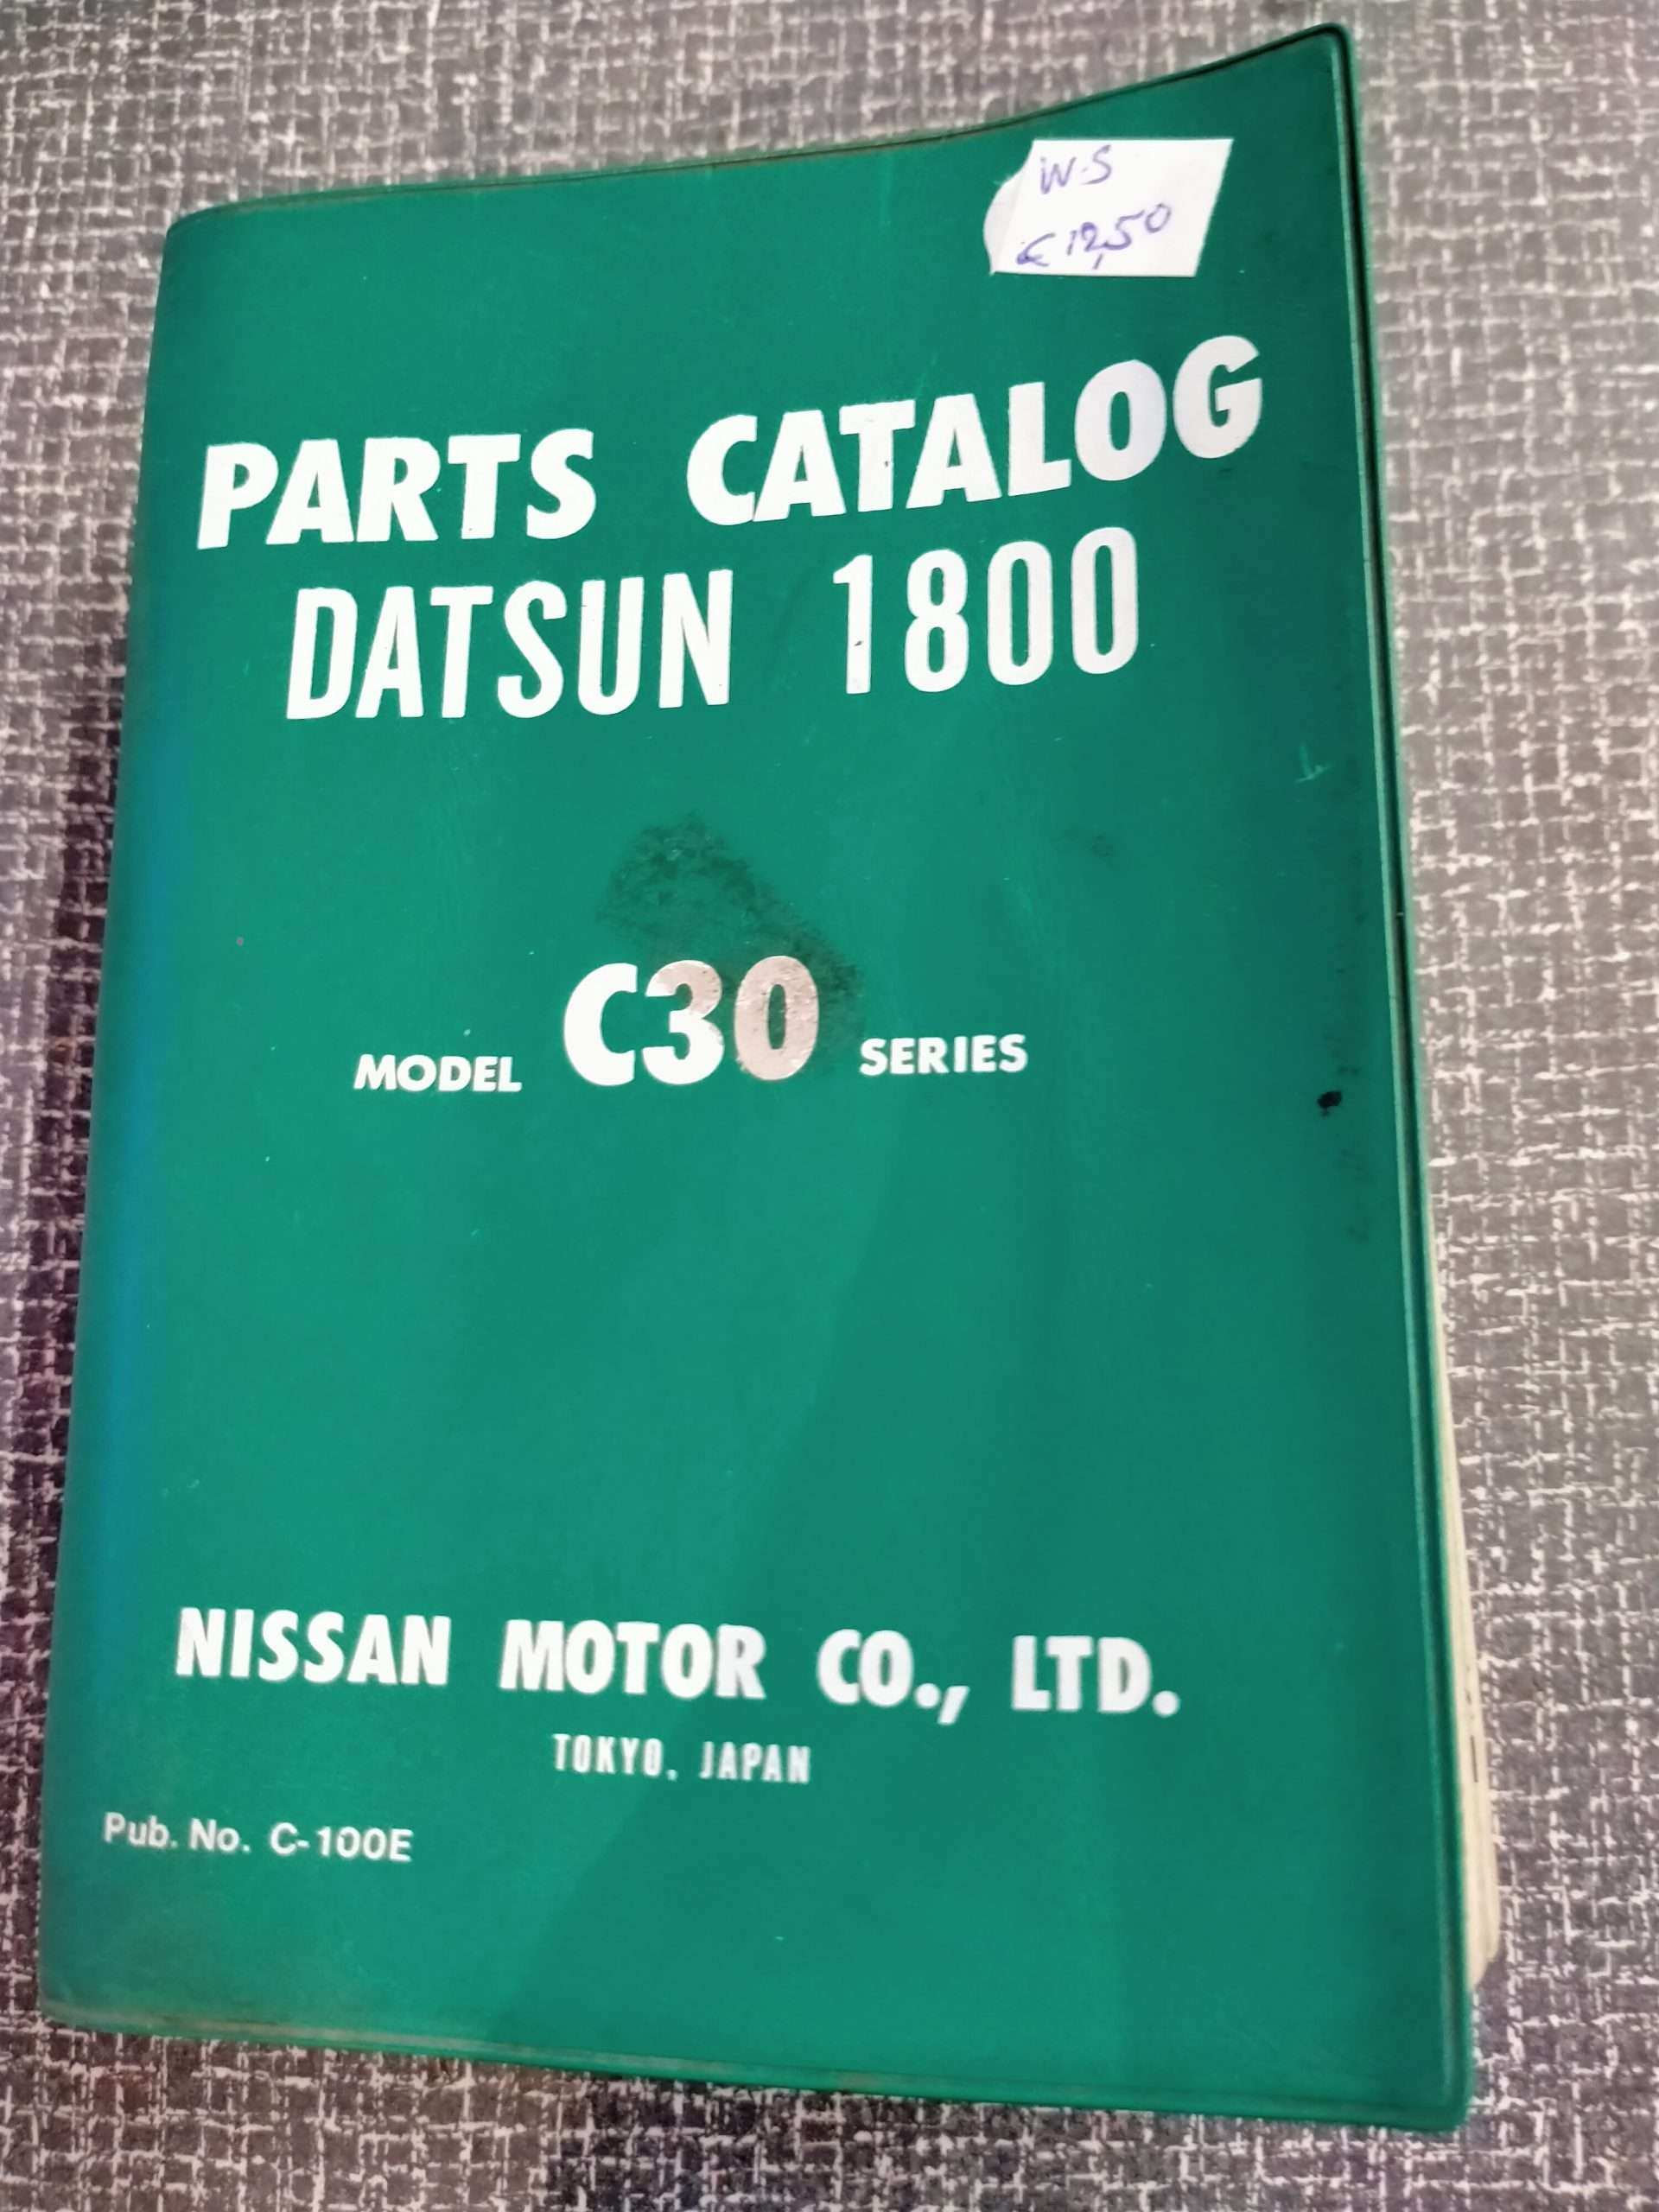 W-S
€ 12,50
PARTS CATALOG
DATSUN 1800
MODEL C30 SERIES
NISSAN MOTOR CO., LTD.
TOKYO, JAPAN
Pub. No. C-100E